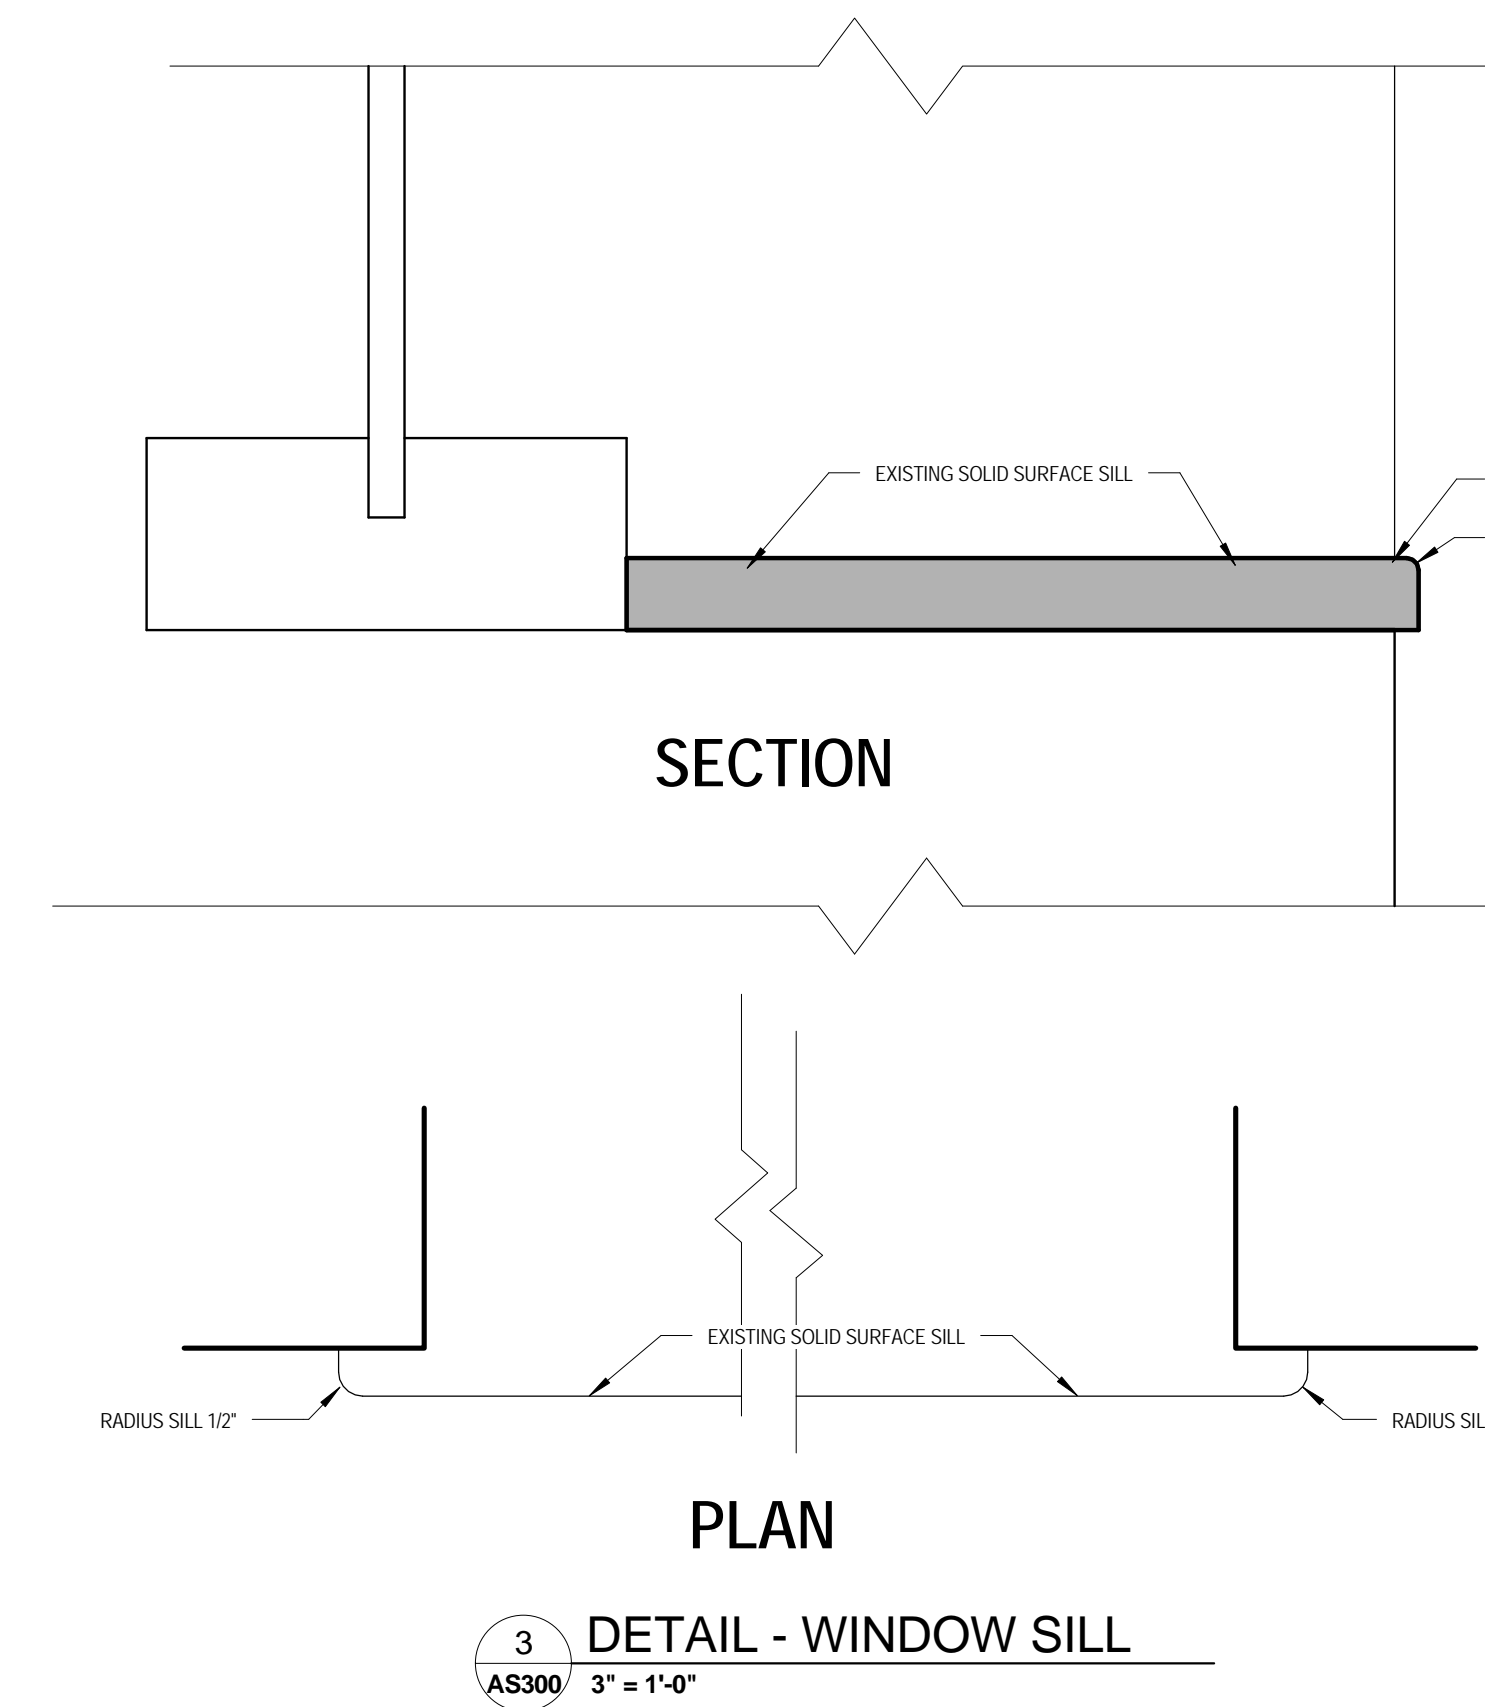 EXISTING SOLID SURFACE SILL
SECTION
EXISTING SOLID SURFACE SILL
RADIUS SILL 1/2"
RADIUS SIL
PLAN
3
DETAIL - WINDOW SILL
AS300
3" = 1'-0"